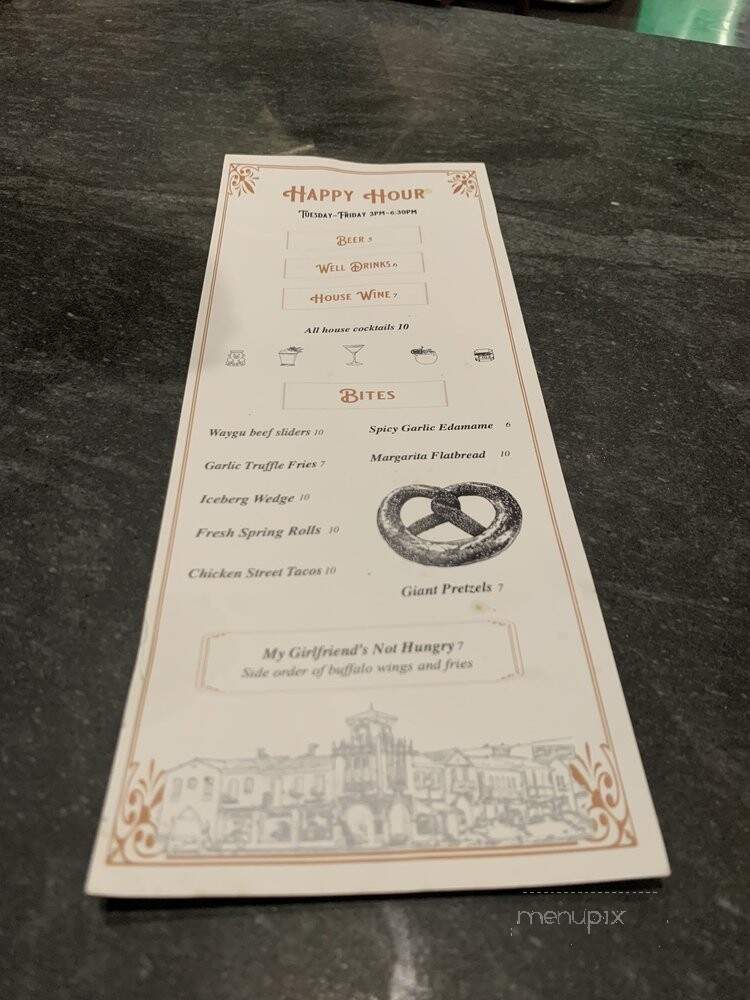 Happy Hour
Tuesday-Friday 3PM-6:30PM
Beer 5
Well Drinks 6
House Wine 7
All house cocktails 10
Bites
Waygu beef sliders 10
Spicy Garlic Edamame 6
Garlic Truffle Fries 7
Margarita Flatbread 10
Iceberg Wedge 10
Fresh Spring Rolls 10
Chicken Street Tacos 10
Giant Pretzels 7
My Girlfriend's Not Hungry 7
Side order of buffalo wings and fries
menupix